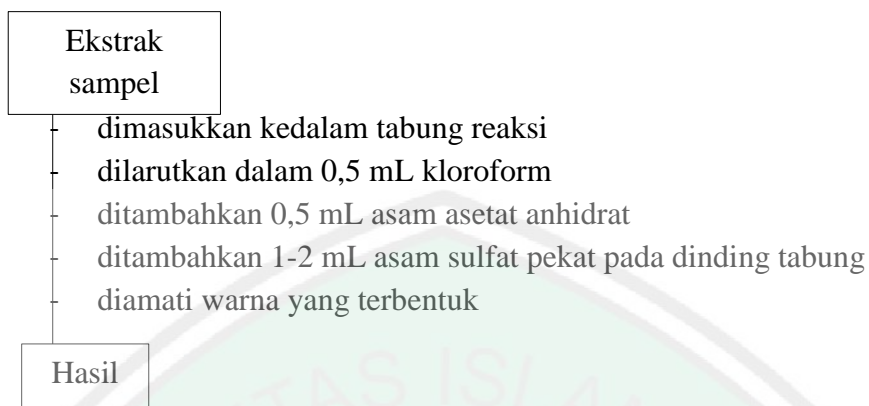 Ekstrak
sampel
- dimasukkan kedalam tabung reaksi
- dilarutkan dalam 0,5 mL kloroform
- ditambahkan 0,5 mL asam asetat anhidrat
- ditambahkan 1-2 mL asam sulfat pekat pada dinding tabung
- diamati warna yang terbentuk
Hasil